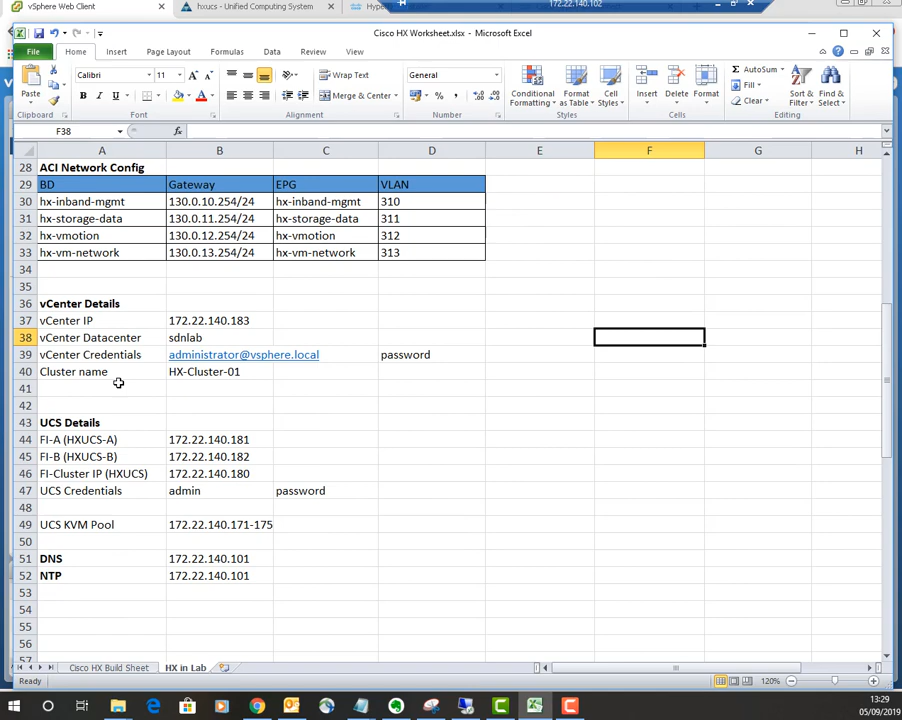 vSphere Web Client
hxucs - Unified Computing System
172.22.140.102
Cisco HX Worksheet.xlsx - Microsoft Excel
File Home Insert Page Layout Formulas Data Review View
Paste
Calibri 11
Wrap Text
General
Merge & Center
Conditional Formatting
Format as Table
Cell Styles
Insert Delete Format
AutoSum
Fill
Clear
Sort & Filter
Find & Select
Clipboard Font Alignment Number Styles Cells Editing
F38 fx
A B C D E F G H
28 ACI Network Config
29 BD Gateway EPG VLAN
30 hx-inband-mgmt 130.0.10.254/24 hx-inband-mgmt 310
31 hx-storage-data 130.0.11.254/24 hx-storage-data 311
32 hx-vmotion 130.0.12.254/24 hx-vmotion 312
33 hx-vm-network 130.0.13.254/24 hx-vm-network 313
34
35
36 vCenter Details
37 vCenter IP 172.22.140.183
38 vCenter Datacenter sdnlab
39 vCenter Credentials administrator@vsphere.local password
40 Cluster name HX-Cluster-01
41
42
43 UCS Details
44 FI-A (HXUCS-A) 172.22.140.181
45 FI-B (HXUCS-B) 172.22.140.182
46 FI-Cluster IP (HXUCS) 172.22.140.180
47 UCS Credentials admin password
48
49 UCS KVM Pool 172.22.140.171-175
50
51 DNS 172.22.140.101
52 NTP 172.22.140.101
53
54
55
56
57
Cisco HX Build Sheet HX in Lab
Ready 120%
13:29
05/09/2019